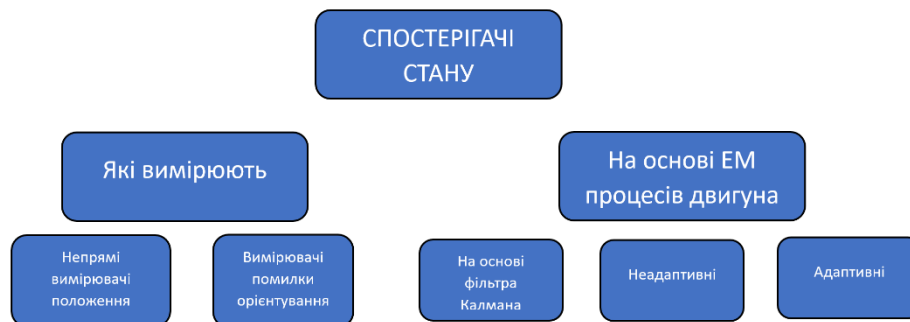 СПОСТЕРІГАЧІ
СТАНУ
Які вимірюють
На основі ЕМ
процесів двигуна
Непрямі
вимірювачі
положення
Вимірювачі
помилки
орієнтування
На основі
фільтра
Калмана
Неадаптивні
Адаптивні